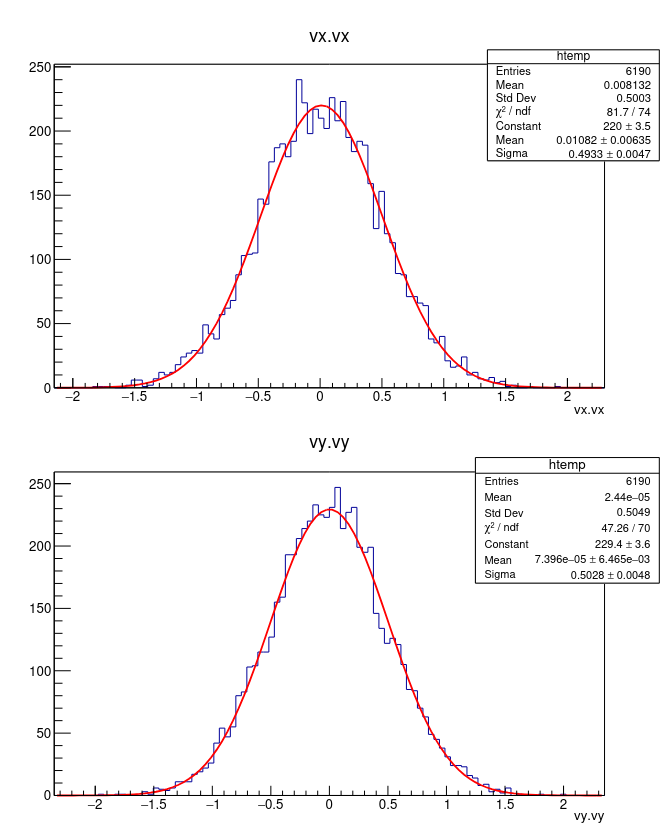 vx.vx
htemp
Entries 6190
Mean 0.008132
Std Dev 0.5003
χ² / ndf 81.7 / 74
Constant 220 ± 3.5
Mean 0.01082 ± 0.00635
Sigma 0.4933 ± 0.0047
250
200
150
100
50
0
−2 −1.5 −1 −0.5 0 0.5 1 1.5 2
vx.vx
vy.vy
htemp
Entries 6190
Mean 2.44e−05
Std Dev 0.5049
χ² / ndf 47.26 / 70
Constant 229.4 ± 3.6
Mean 7.396e−05 ± 6.465e−03
Sigma 0.5028 ± 0.0048
250
200
150
100
50
0
−2 −1.5 −1 −0.5 0 0.5 1 1.5 2
vy.vy